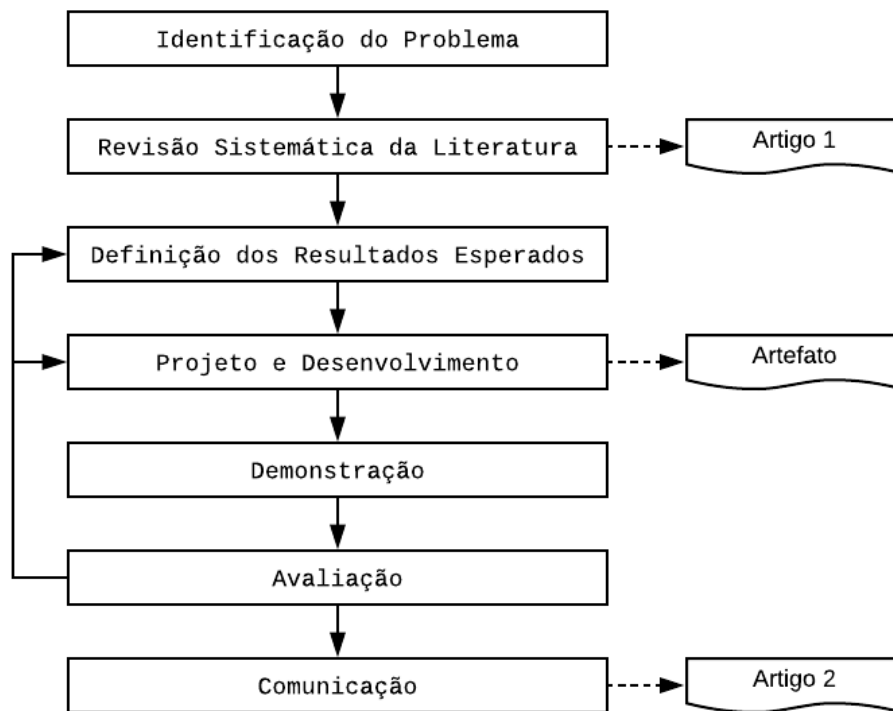 Identificação do Problema
Revisão Sistemática da Literatura
Artigo 1
Definição dos Resultados Esperados
Projeto e Desenvolvimento
Artefato
Demonstração
Avaliação
Comunicação
Artigo 2